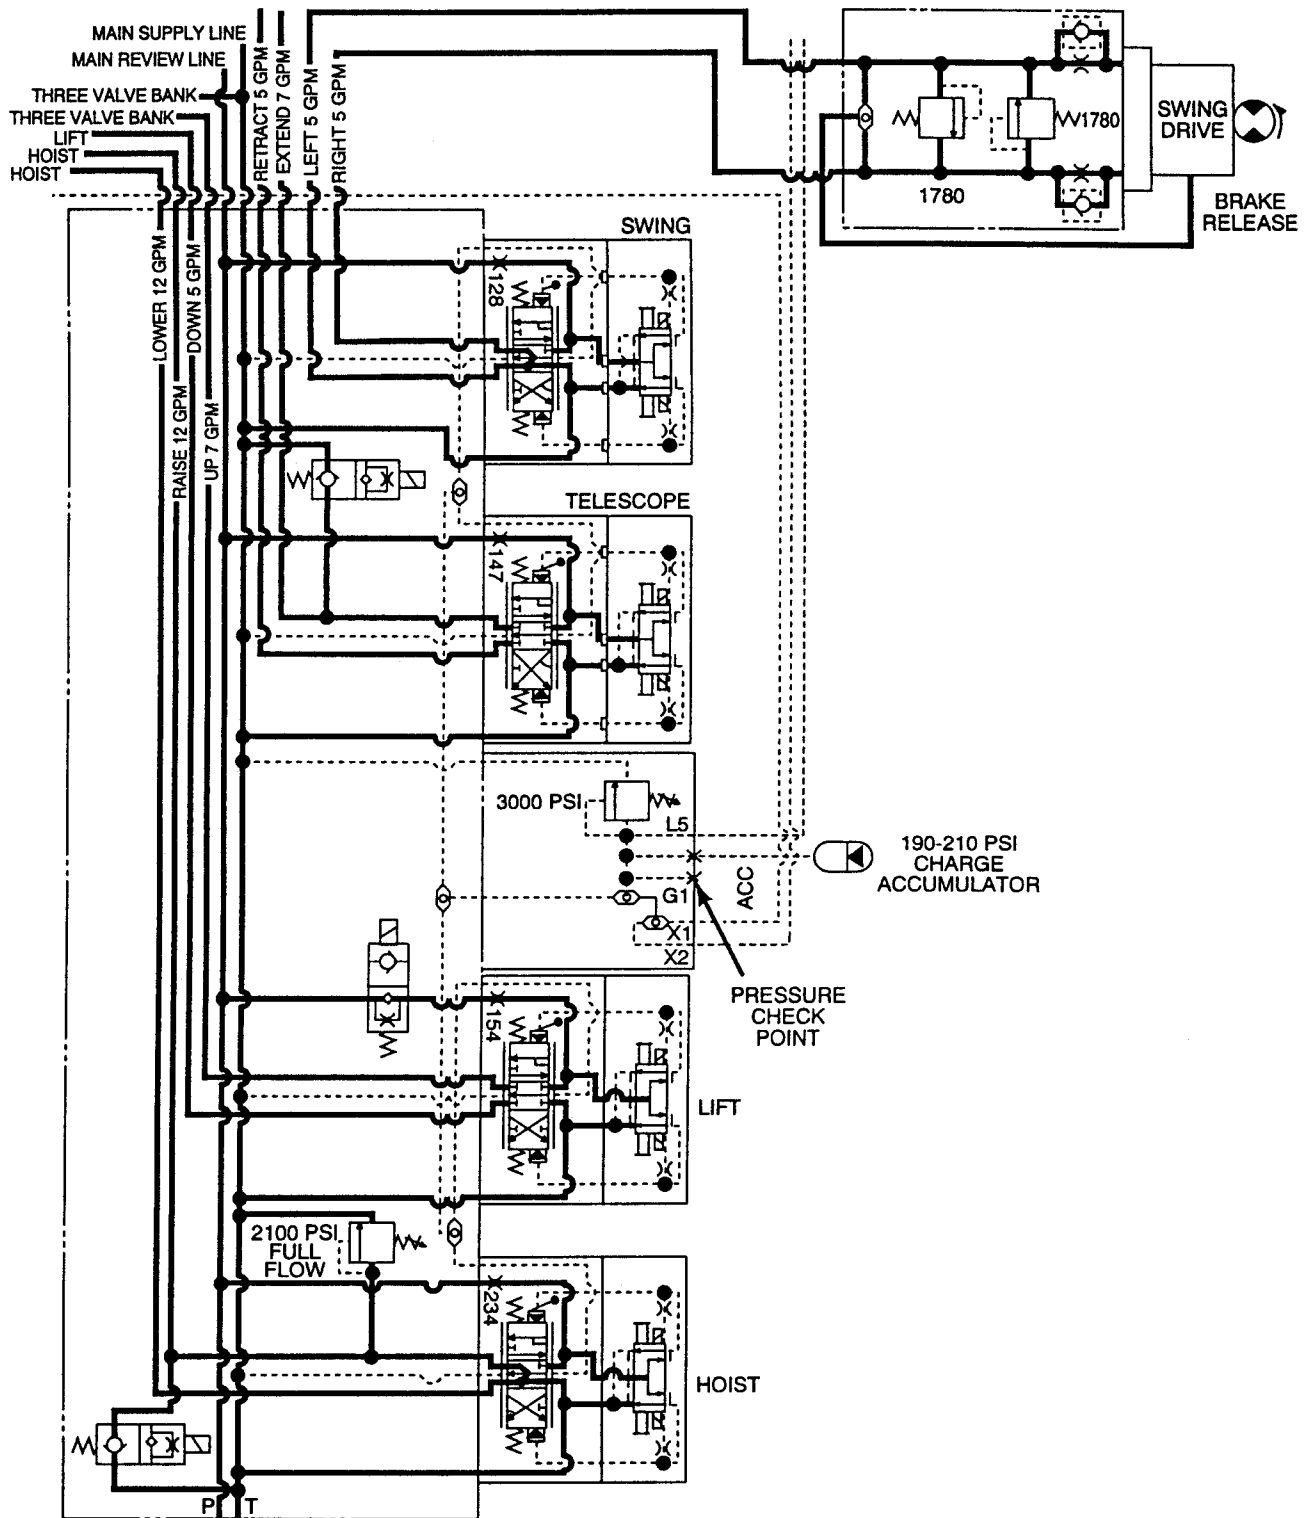 MAIN SUPPLY LINE
MAIN REVIEW LINE
THREE VALVE BANK
THREE VALVE BANK
LIFT
HOIST
HOIST
RETRACT 5 GPM
EXTEND 7 GPM
LEFT 5 GPM
RIGHT 5 GPM
LOWER 12 GPM
RAISE 12 GPM
DOWN 5 GPM
UP 7 GPM
1780
1780
SWING
DRIVE
BRAKE
RELEASE
SWING
128
TELESCOPE
147
3000 PSI
L5
G1
X1
X2
ACC
190-210 PSI
CHARGE
ACCUMULATOR
PRESSURE
CHECK
POINT
154
LIFT
2100 PSI
FULL
FLOW
234
HOIST
P
T